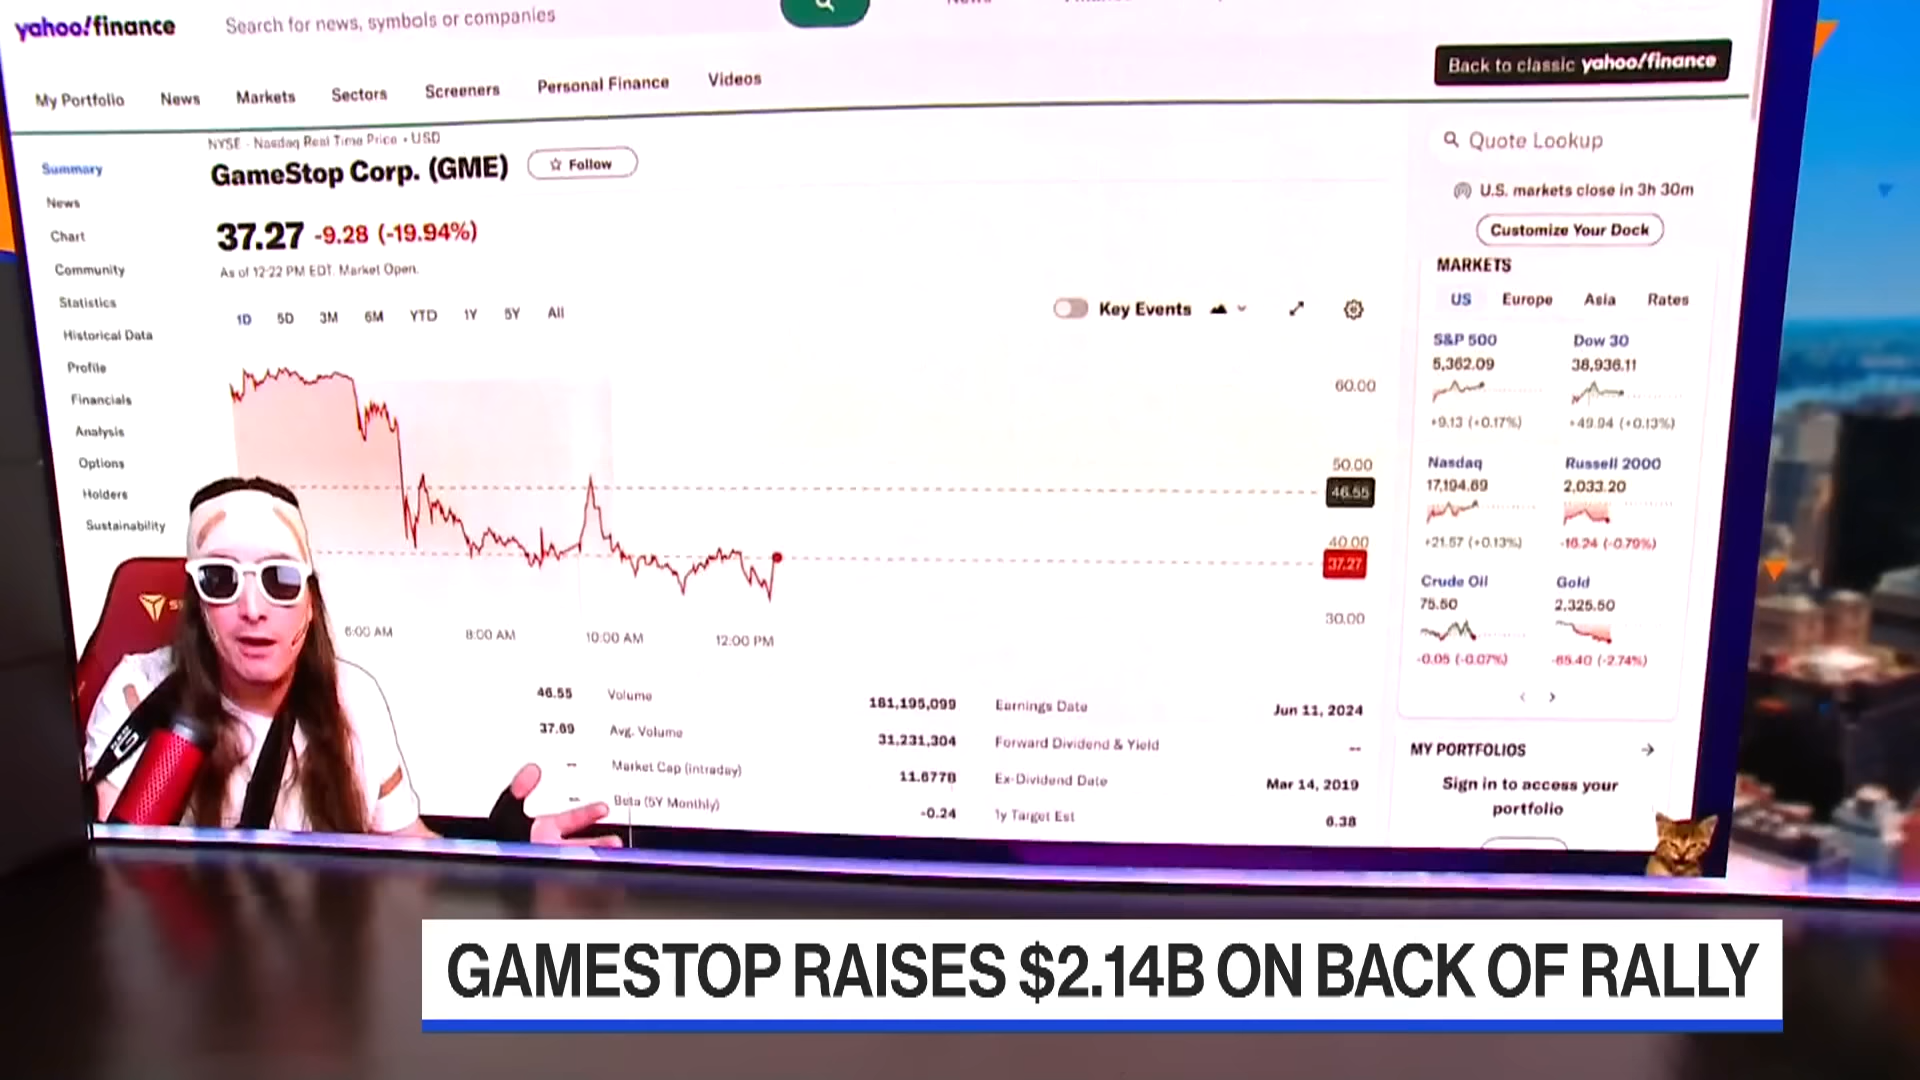 yahoo!finance
Search for news, symbols or companies
Back to classic yahoo!finance
My Portfolio News Markets Sectors Screeners Personal Finance Videos
NYSE - Nasdaq Real Time Price • USD
GameStop Corp. (GME)
☆ Follow
37.27 -9.28 (-19.94%)
As of 12:22 PM EDT. Market Open.
1D 5D 3M 6M YTD 1Y 5Y All
Key Events
Summary
News
Chart
Community
Statistics
Historical Data
Profile
Financials
Analysis
Options
Holders
Sustainability
60.00
50.00
46.55
40.00
37.27
30.00
6:00 AM 8:00 AM 10:00 AM 12:00 PM
46.55 Volume 181,195,099 Earnings Date Jun 11, 2024
37.69 Avg. Volume 31,231,304 Forward Dividend & Yield --
-- Market Cap (intraday) 11.677B Ex-Dividend Date Mar 14, 2019
-- Beta (5Y Monthly) -0.24 1y Target Est 6.38
Quote Lookup
U.S. markets close in 3h 30m
Customize Your Dock
MARKETS
US Europe Asia Rates
S&P 500 Dow 30
5,362.09 38,936.11
+9.13 (+0.17%) +49.94 (+0.13%)
Nasdaq Russell 2000
17,194.69 2,033.20
+21.57 (+0.13%) -16.24 (-0.79%)
Crude Oil Gold
75.50 2,325.50
-0.05 (-0.07%) -65.40 (-2.74%)
MY PORTFOLIOS
Sign in to access your
portfolio
GAMESTOP RAISES $2.14B ON BACK OF RALLY